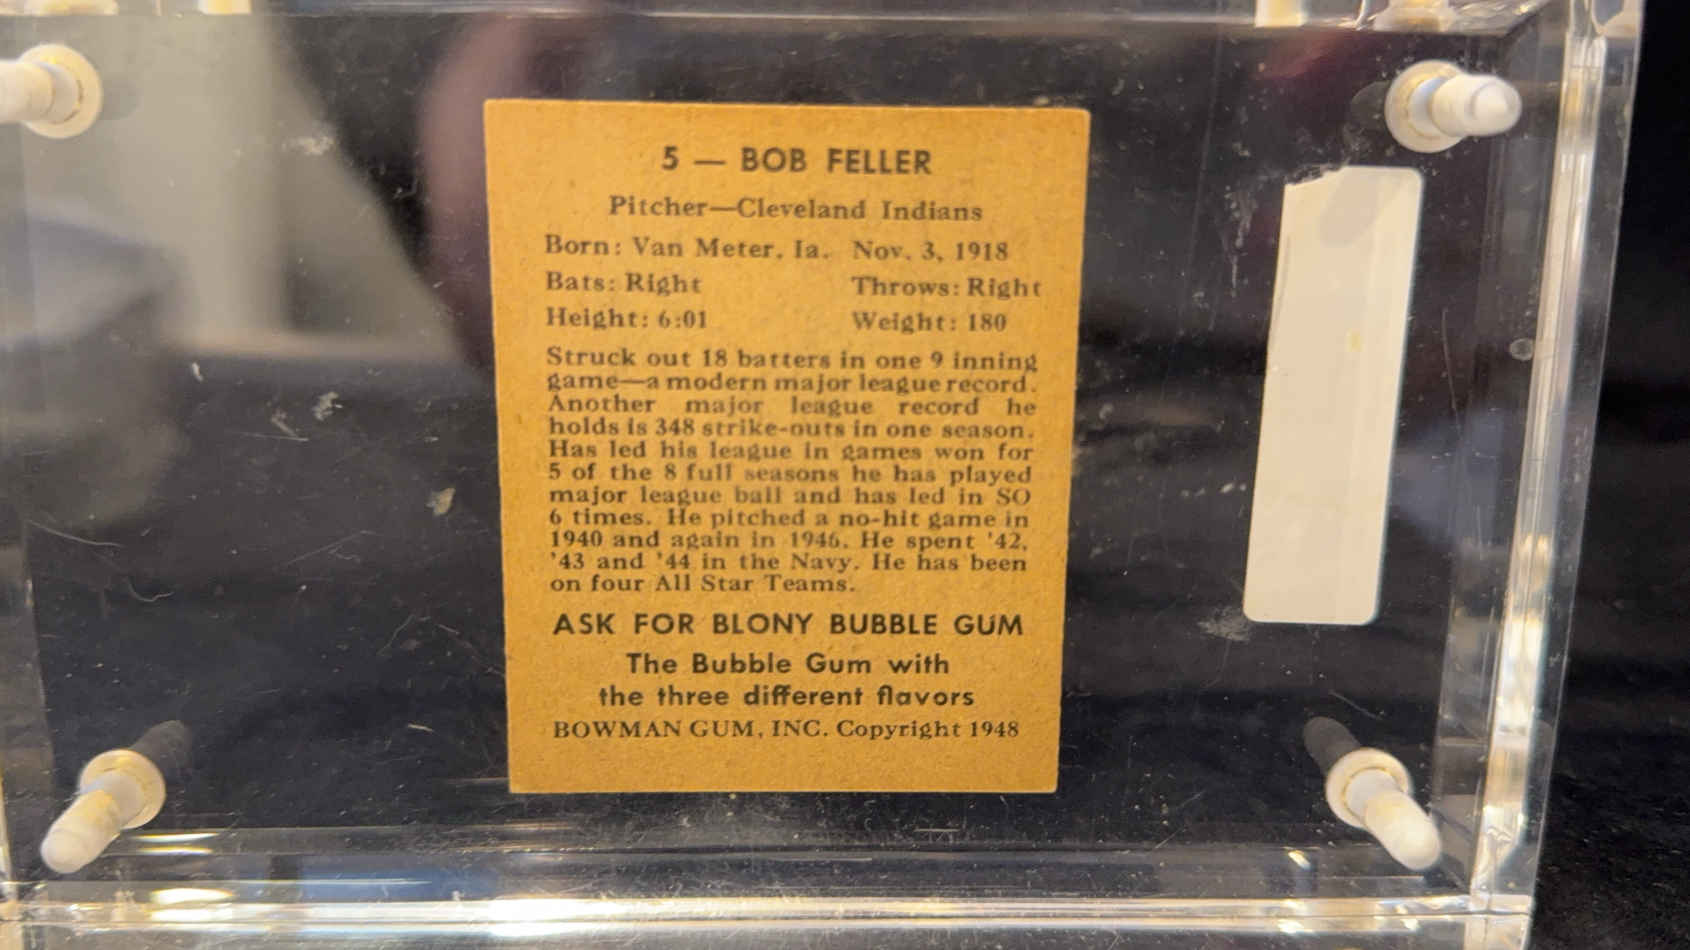 5 — BOB FELLER
Pitcher—Cleveland Indians
Born: Van Meter, Ia. Nov. 3, 1918
Bats: Right Throws: Right
Height: 6:01 Weight: 180
Struck out 18 batters in one 9 inning
game—a modern major league record.
Another major league record he
holds is 348 strike-outs in one season.
Has led his league in games won for
5 of the 8 full seasons he has played
major league ball and has led in SO
6 times. He pitched a no-hit game in
1940 and again in 1946. He spent '42,
'43 and '44 in the Navy. He has been
on four All Star Teams.
ASK FOR BLONY BUBBLE GUM
The Bubble Gum with
the three different flavors
BOWMAN GUM, INC. Copyright 1948